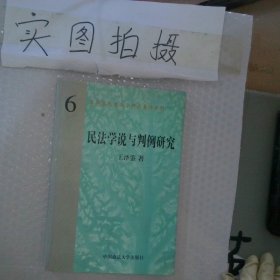 实图拍摄
6
民法学说与判例研究
王泽鉴 著
中国政法大学出版社